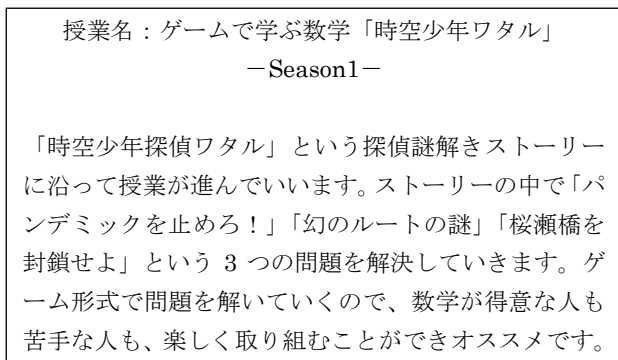 授業名：ゲームで学ぶ数学「時空少年ワタル」
－Season1－
「時空少年探偵ワタル」という探偵謎解きストーリー
に沿って授業が進んでいいます。ストーリーの中で「パ
ンデミックを止めろ！」「幻のルートの謎」「桜瀬橋を
封鎖せよ」という 3 つの問題を解決していきます。ゲ
ーム形式で問題を解いていくので、数学が得意な人も
苦手な人も、楽しく取り組むことができオススメです。